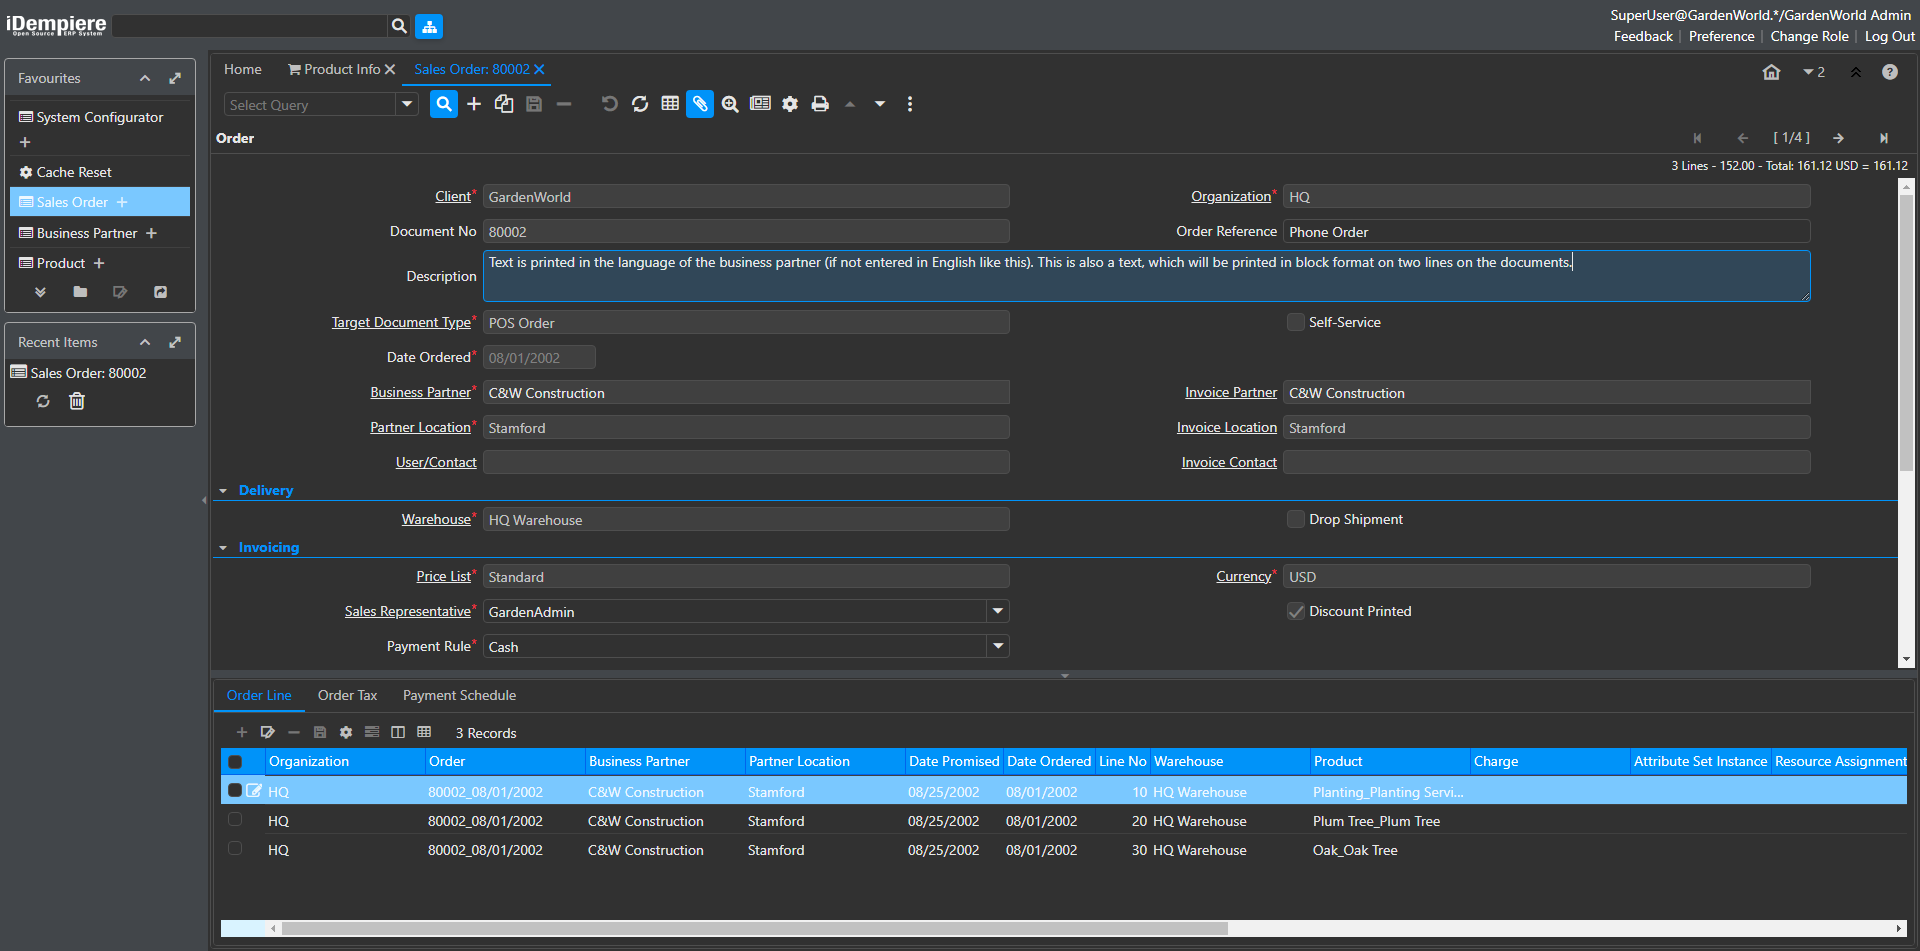 iDempiere
Open Source ERP System
SuperUser@GardenWorld.*/GardenWorld Admin
Feedback | Preference | Change Role | Log Out
Favourites
System Configurator
Cache Reset
Sales Order
Business Partner
Product
Recent Items
Sales Order: 80002
Home
Product Info
Sales Order: 80002
2
Select Query
Order
[ 1/4 ]
3 Lines - 152.00 - Total: 161.12 USD = 161.12
Client* GardenWorld
Organization* HQ
Document No 80002
Order Reference Phone Order
Description Text is printed in the language of the business partner (if not entered in English like this). This is also a text, which will be printed in block format on two lines on the documents.
Target Document Type* POS Order
Self-Service
Date Ordered* 08/01/2002
Business Partner* C&W Construction
Invoice Partner C&W Construction
Partner Location* Stamford
Invoice Location Stamford
User/Contact
Invoice Contact
Delivery
Warehouse* HQ Warehouse
Drop Shipment
Invoicing
Price List* Standard
Currency* USD
Sales Representative* GardenAdmin
Discount Printed
Payment Rule* Cash
Order Line Order Tax Payment Schedule
3 Records
Organization Order Business Partner Partner Location Date Promised Date Ordered Line No Warehouse Product Charge Attribute Set Instance Resource Assignment
HQ 80002_08/01/2002 C&W Construction Stamford 08/25/2002 08/01/2002 10 HQ Warehouse Planting_Planting Servi...
HQ 80002_08/01/2002 C&W Construction Stamford 08/25/2002 08/01/2002 20 HQ Warehouse Plum Tree_Plum Tree
HQ 80002_08/01/2002 C&W Construction Stamford 08/25/2002 08/01/2002 30 HQ Warehouse Oak_Oak Tree